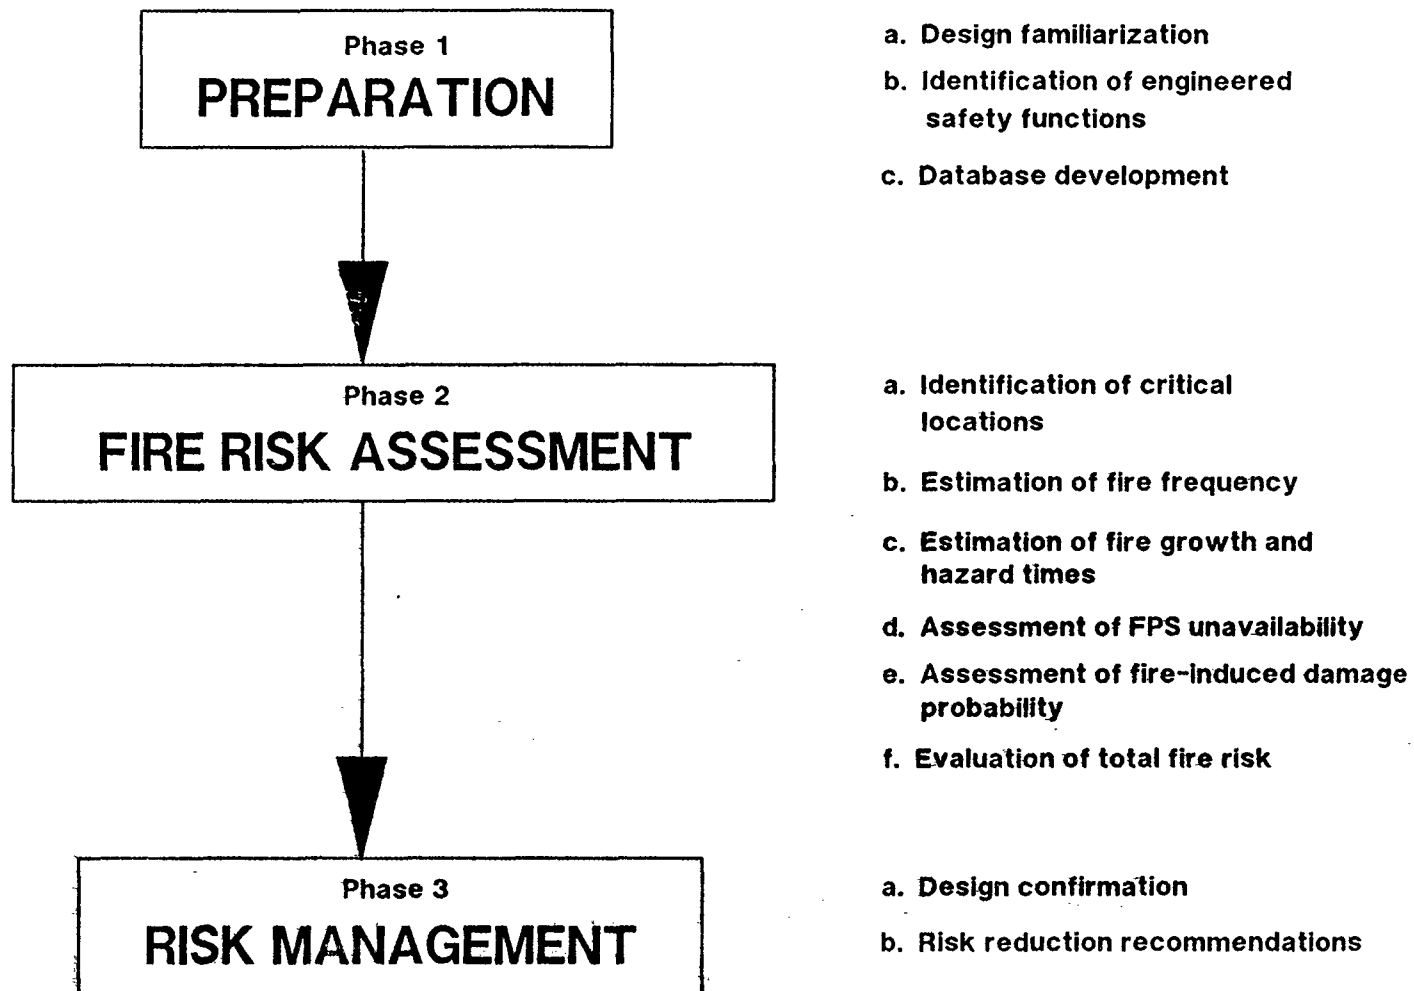 Phase 1
PREPARATION
a. Design familiarization
b. Identification of engineered
safety functions
c. Database development
Phase 2
FIRE RISK ASSESSMENT
a. Identification of critical
locations
b. Estimation of fire frequency
c. Estimation of fire growth and
hazard times
d. Assessment of FPS unavailability
e. Assessment of fire-induced damage
probability
f. Evaluation of total fire risk
Phase 3
RISK MANAGEMENT
a. Design confirmation
b. Risk reduction recommendations